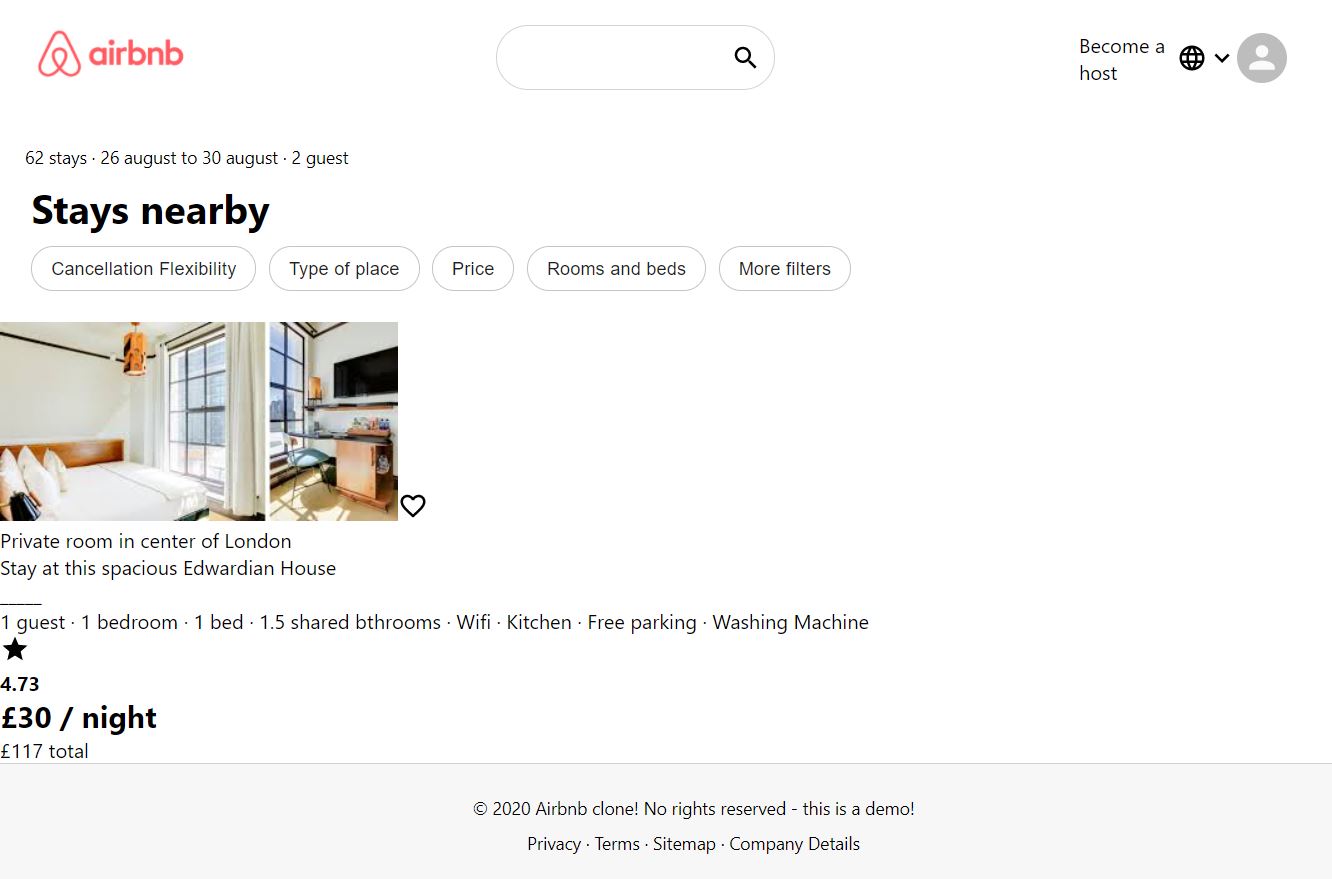 airbnb
Become a
host
62 stays · 26 august to 30 august · 2 guest
Stays nearby
Cancellation Flexibility
Type of place
Price
Rooms and beds
More filters
Private room in center of London
Stay at this spacious Edwardian House
_____
1 guest · 1 bedroom · 1 bed · 1.5 shared bthrooms · Wifi · Kitchen · Free parking · Washing Machine
4.73
£30 / night
£117 total
© 2020 Airbnb clone! No rights reserved - this is a demo!
Privacy · Terms · Sitemap · Company Details